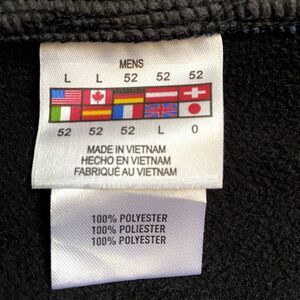 MENS
L L 52 52 52
52 52 52 L 0
MADE IN VIETNAM
HECHO EN VIETNAM
FABRIQUÉ AU VIETNAM
100% POLYESTER
100% POLIESTER
100% POLYESTER